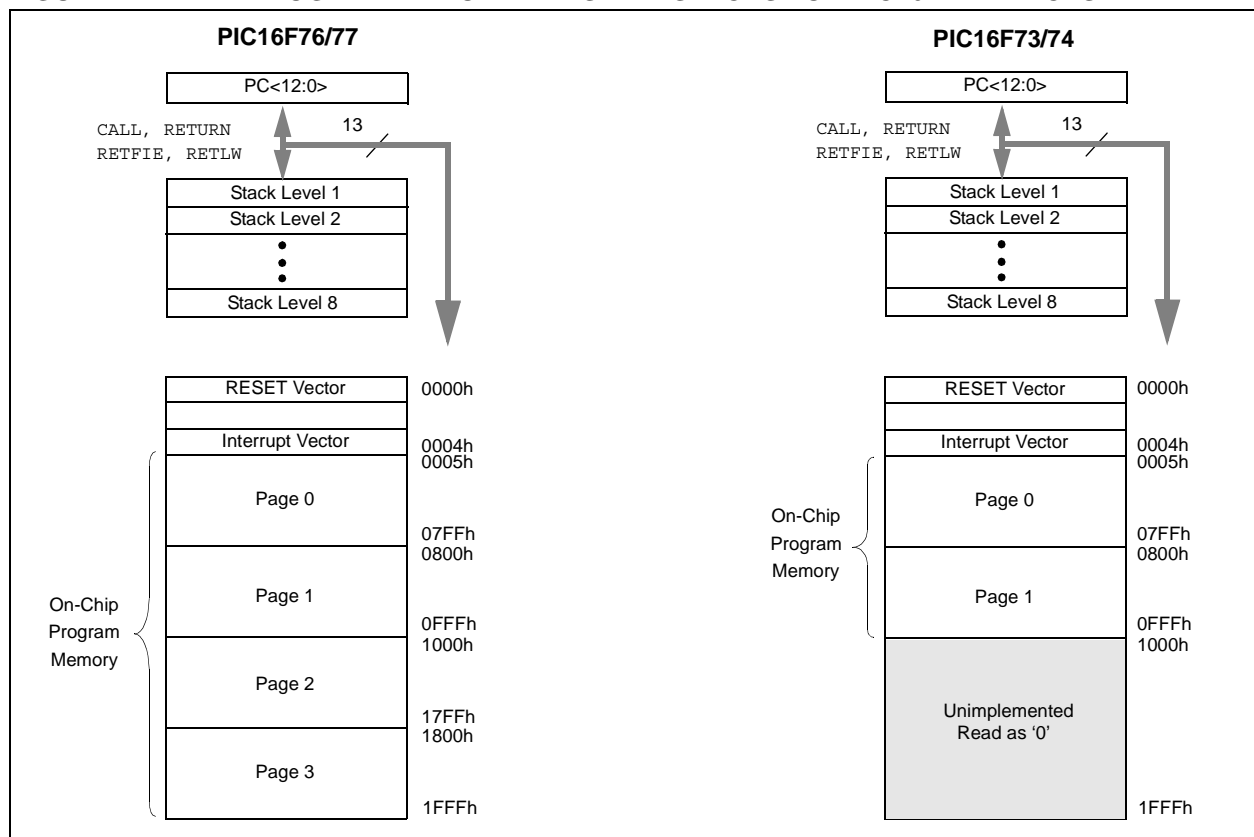 PIC16F76/77
PC<12:0>
CALL, RETURN
RETFIE, RETLW
13
Stack Level 1
Stack Level 2
Stack Level 8
RESET Vector
0000h
Interrupt Vector
0004h
0005h
Page 0
07FFh
0800h
Page 1
0FFFh
1000h
Page 2
17FFh
1800h
Page 3
1FFFh
On-Chip
Program
Memory
PIC16F73/74
PC<12:0>
CALL, RETURN
RETFIE, RETLW
13
Stack Level 1
Stack Level 2
Stack Level 8
RESET Vector
0000h
Interrupt Vector
0004h
0005h
Page 0
07FFh
0800h
Page 1
0FFFh
1000h
On-Chip
Program
Memory
Unimplemented
Read as ‘0’
1FFFh